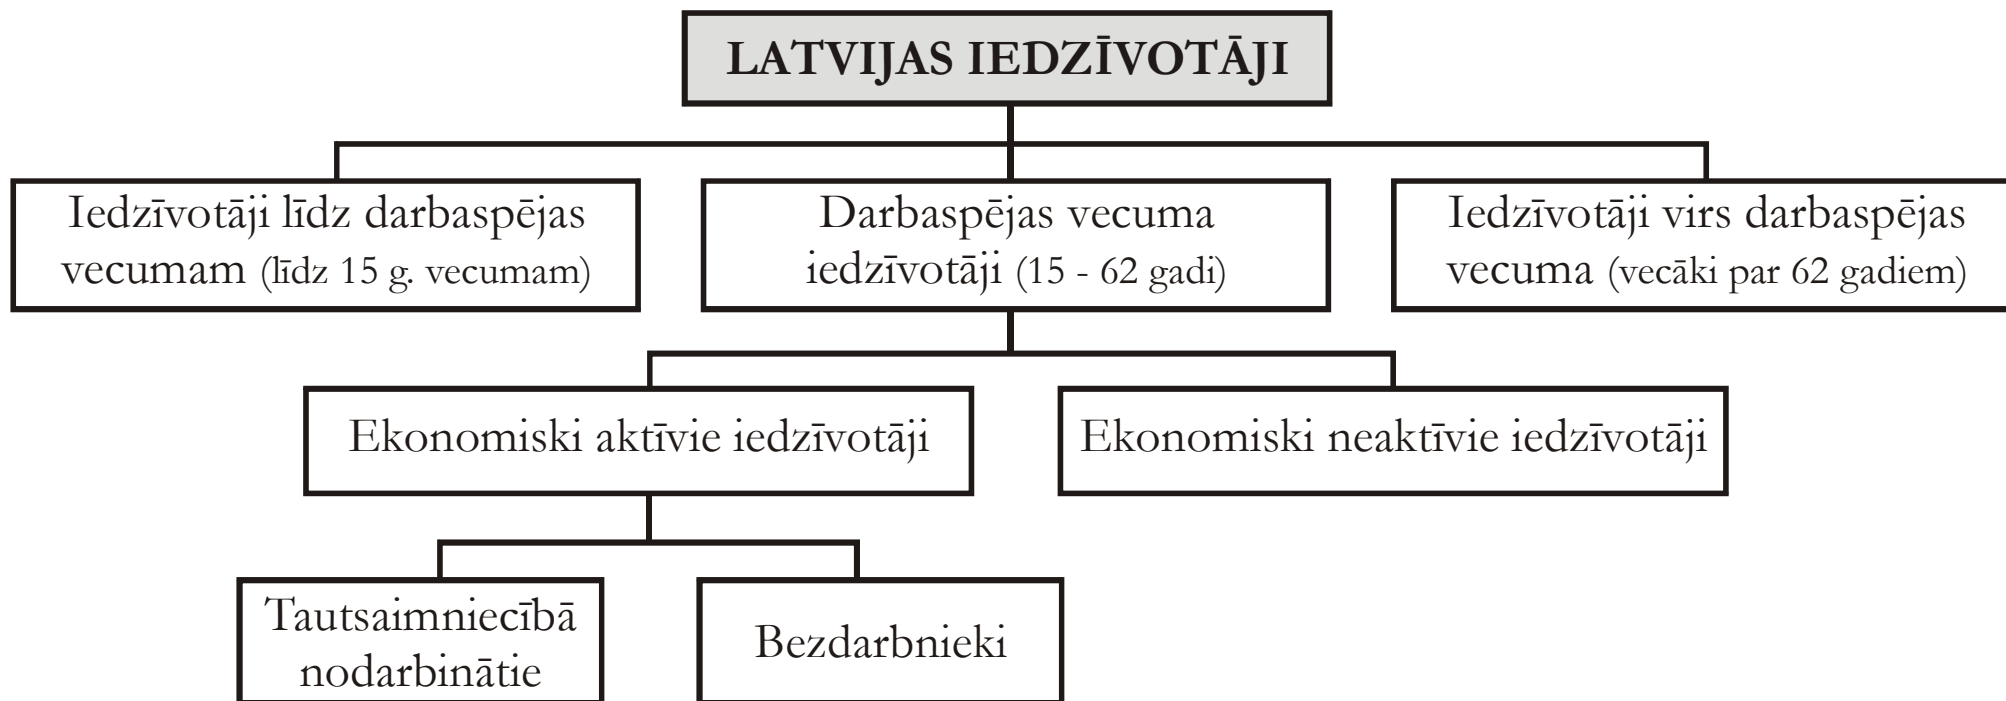 LATVIJAS IEDZĪVOTĀJI
Iedzīvotāji līdz darbaspējas
vecumam (līdz 15 g. vecumam)
Darbaspējas vecuma
iedzīvotāji (15 - 62 gadi)
Iedzīvotāji virs darbaspējas
vecuma (vecāki par 62 gadiem)
Ekonomiski aktīvie iedzīvotāji
Ekonomiski neaktīvie iedzīvotāji
Tautsaimniecībā
nodarbinātie
Bezdarbnieki